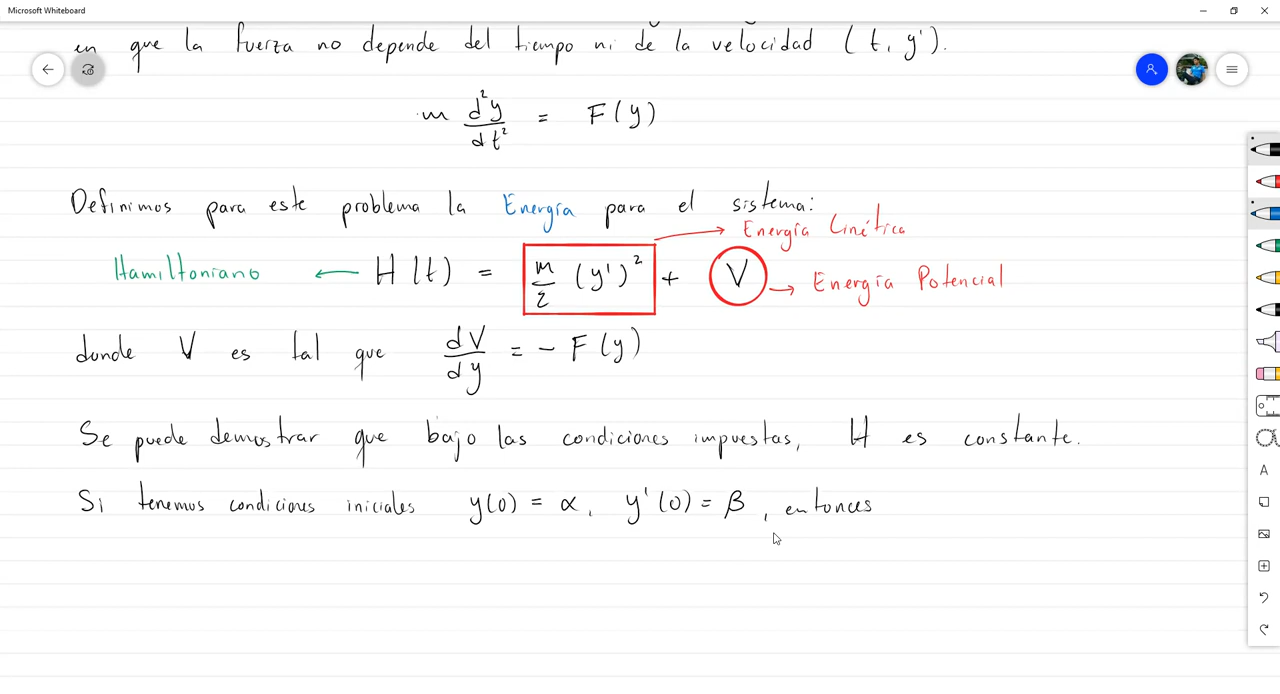 Microsoft Whiteboard
en que la fuerza no depende del tiempo ni de la velocidad (t, y').
m d²y/dt² = F(y)
Definimos para este problema la Energía para el sistema:
Energía Cinética
Hamiltoniano ← H(t) = m/2 (y')² + V → Energía Potencial
donde V es tal que dV/dy = - F(y)
Se puede demostrar que bajo las condiciones impuestas, H es constante.
Si tenemos condiciones iniciales y(0) = α, y'(0) = β, entonces